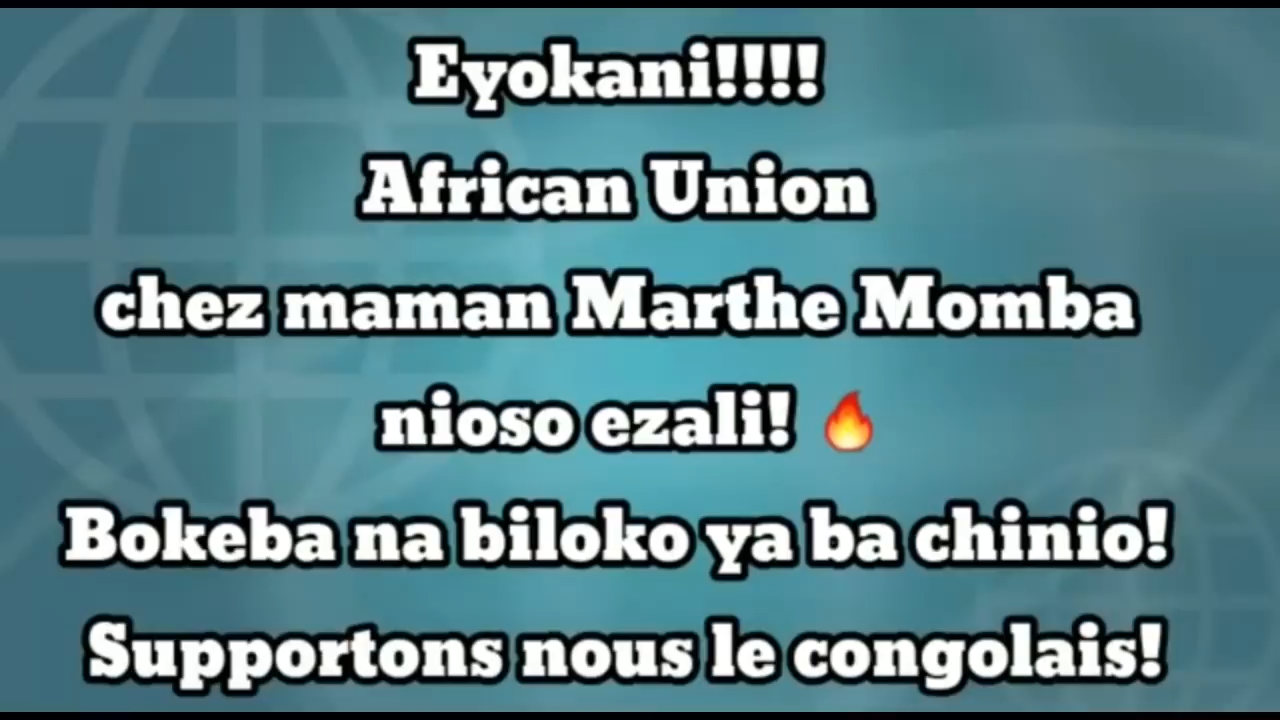 Eyokani!!!!
African Union
chez maman Marthe Momba
nioso ezali! 🔥
Bokeba na biloko ya ba chinio!
Supportons nous le congolais!